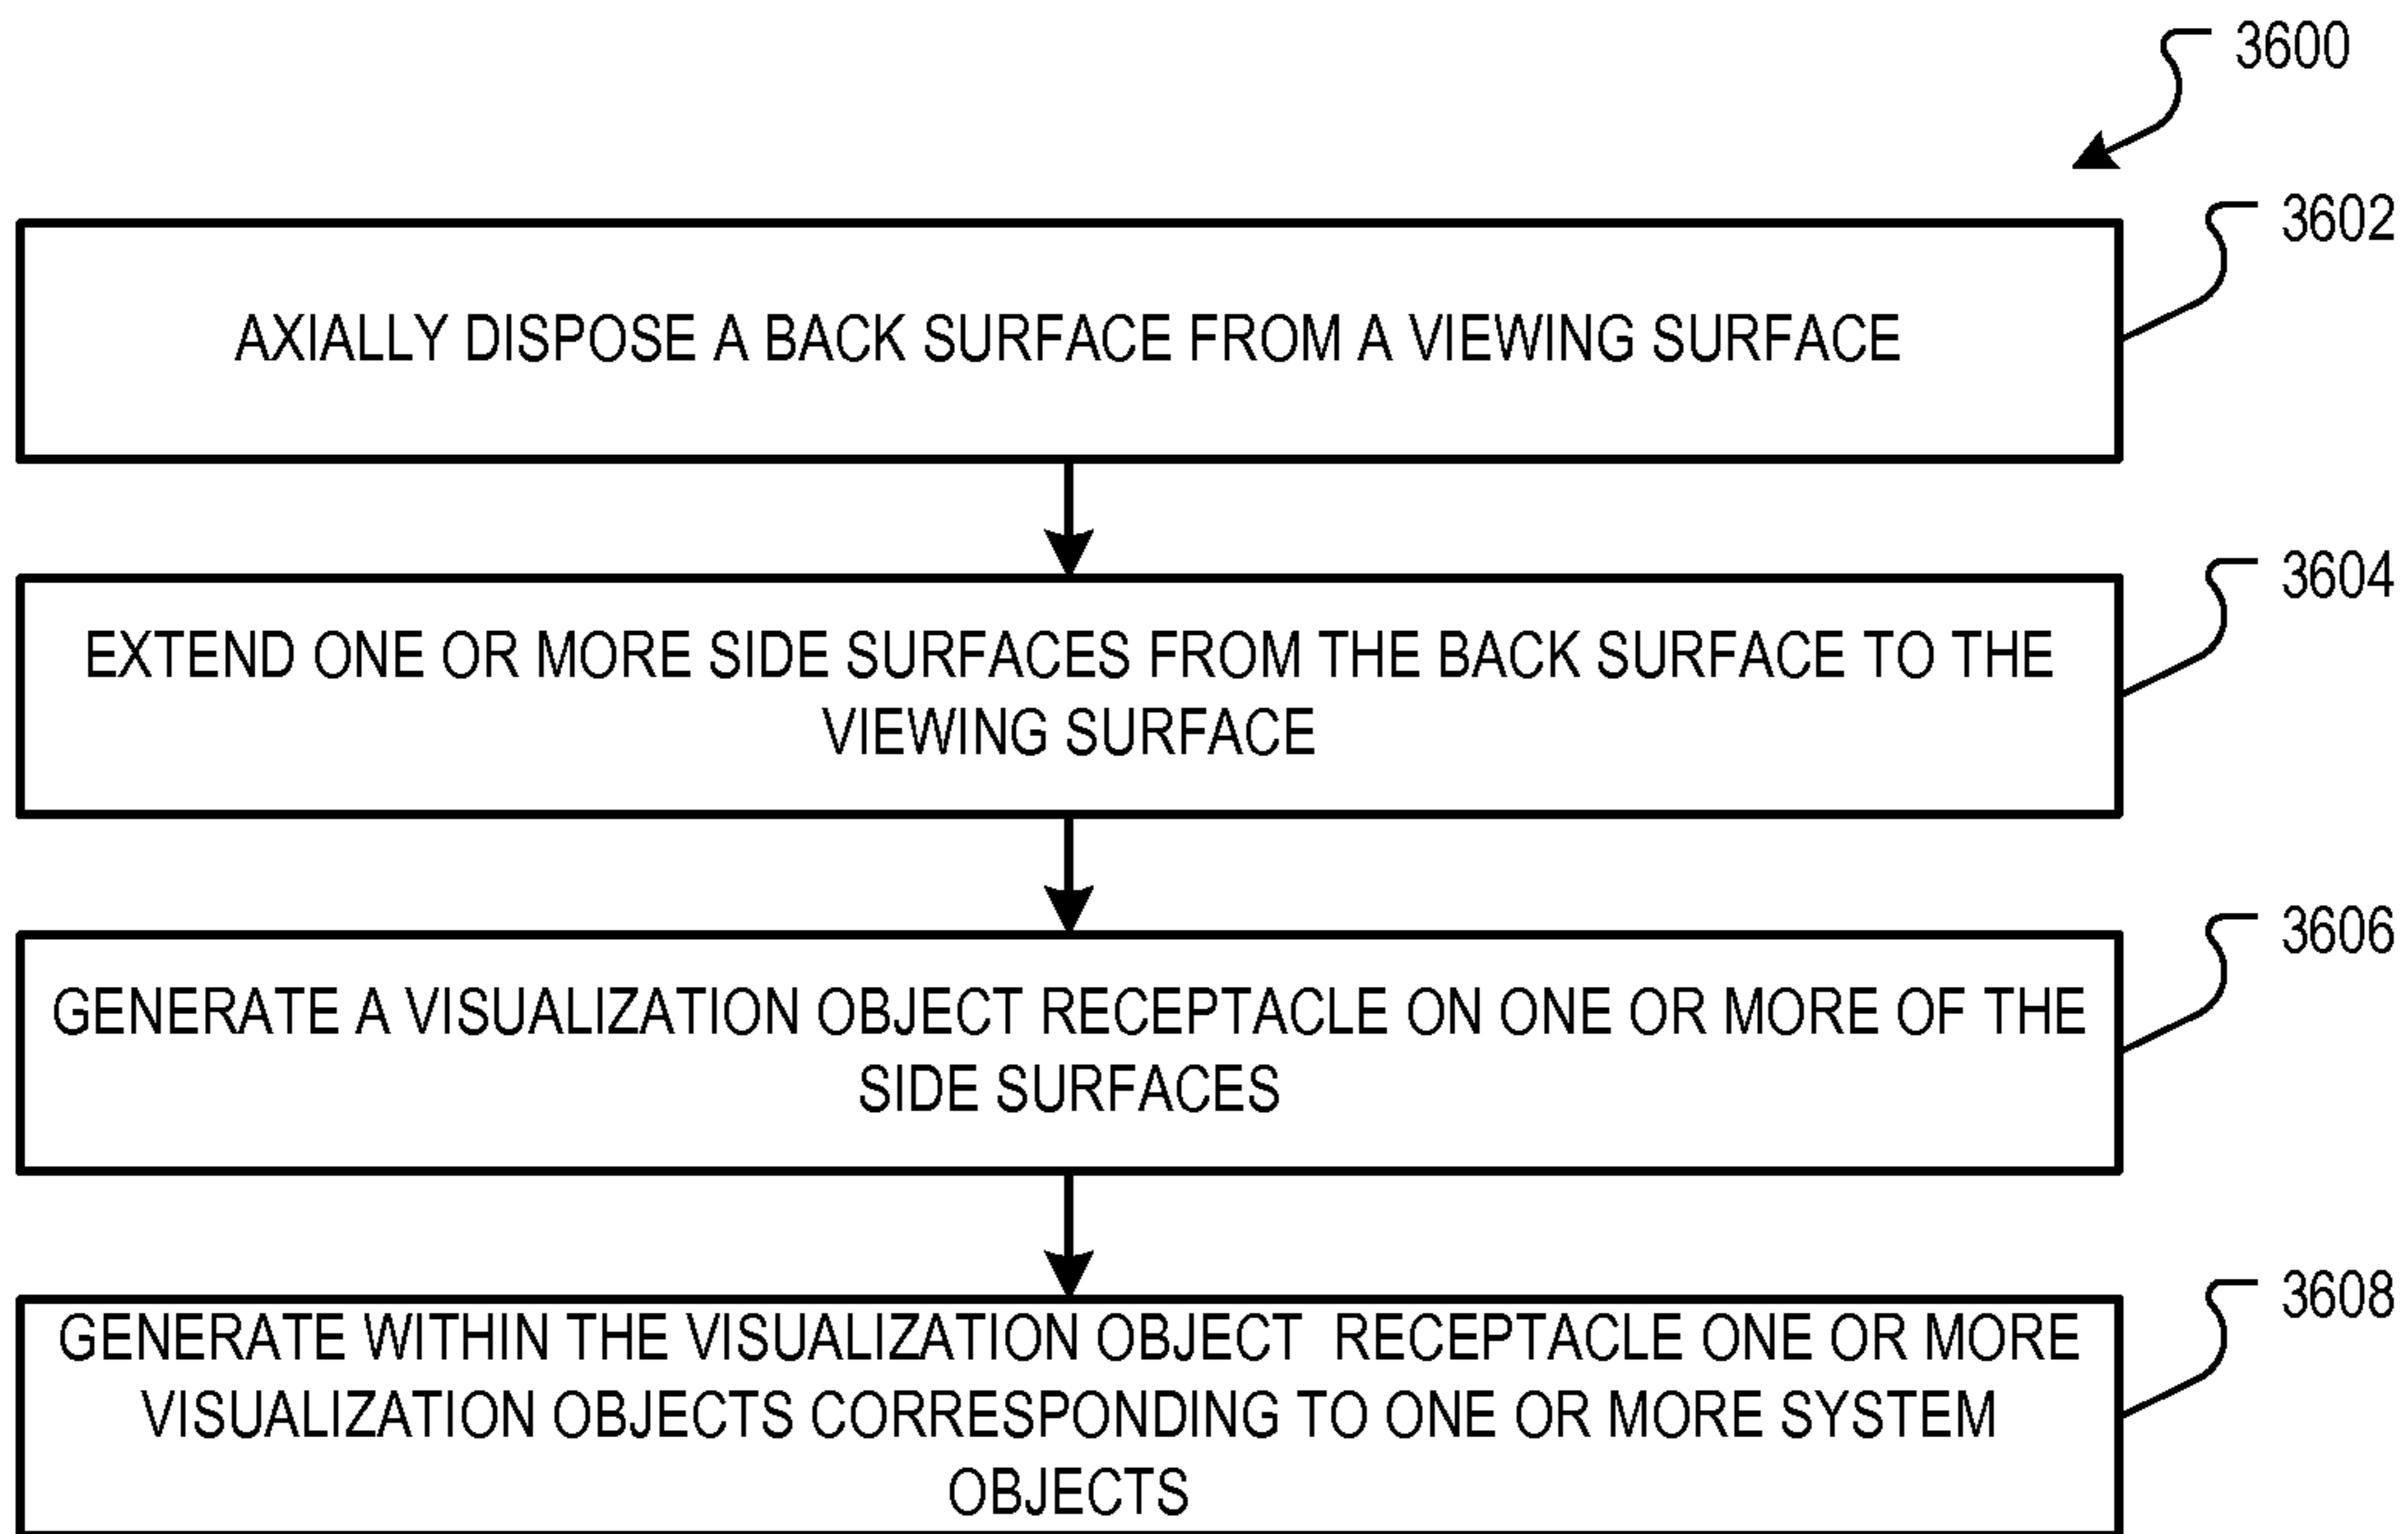 3600
3602
AXIALLY DISPOSE A BACK SURFACE FROM A VIEWING SURFACE
3604
EXTEND ONE OR MORE SIDE SURFACES FROM THE BACK SURFACE TO THE
VIEWING SURFACE
3606
GENERATE A VISUALIZATION OBJECT RECEPTACLE ON ONE OR MORE OF THE
SIDE SURFACES
3608
GENERATE WITHIN THE VISUALIZATION OBJECT  RECEPTACLE ONE OR MORE
VISUALIZATION OBJECTS CORRESPONDING TO ONE OR MORE SYSTEM
OBJECTS